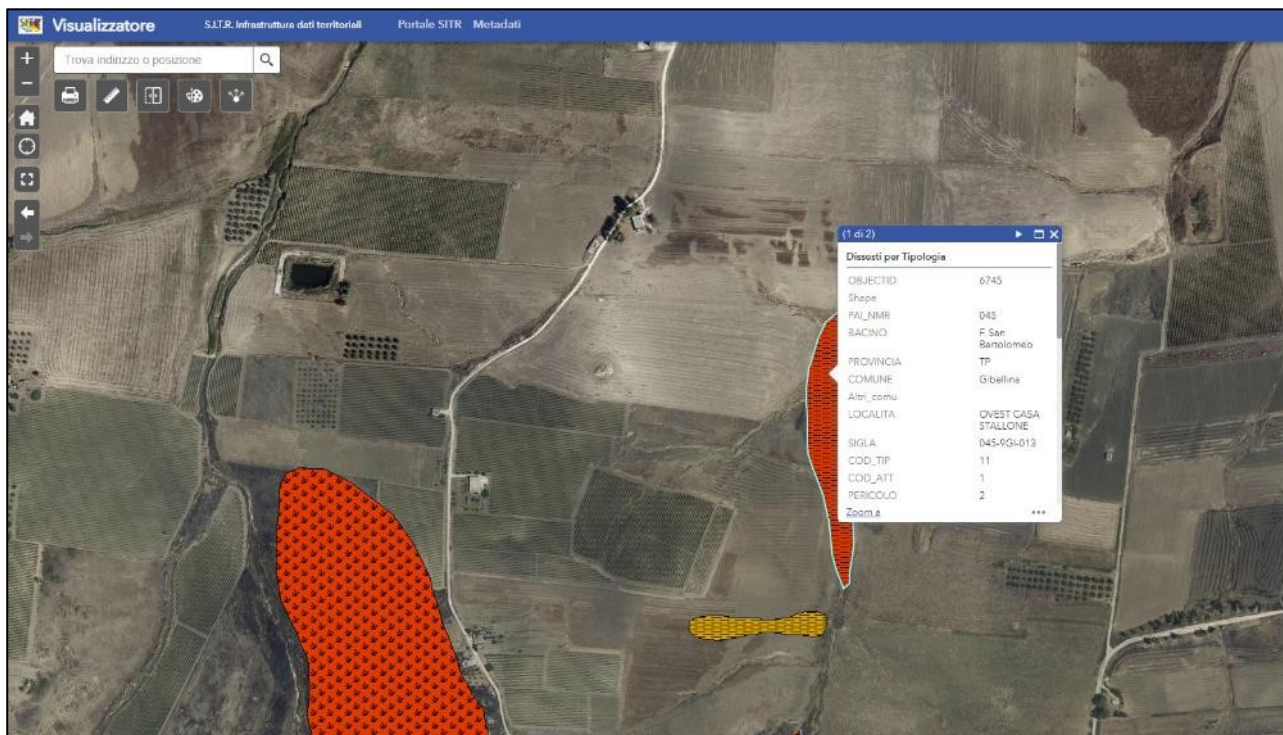 Visualizzatore S.I.T.R. Infrastruttura dati territoriali Portale SITR Metadati
+
Trova indirizzo o posizione
−
(1 di 2)
Dissesti per Tipologia
OBJECTID 6745
Shape
PAI_NMR 045
BACINO F. San
Bartolomeo
PROVINCIA TP
COMUNE Gibellina
Altri_comu
LOCALITA OVEST CASA
STALLONE
SIGLA 045-9GI-013
COD_TIP 11
COD_ATT 1
PERICOLO 2
Zoom a